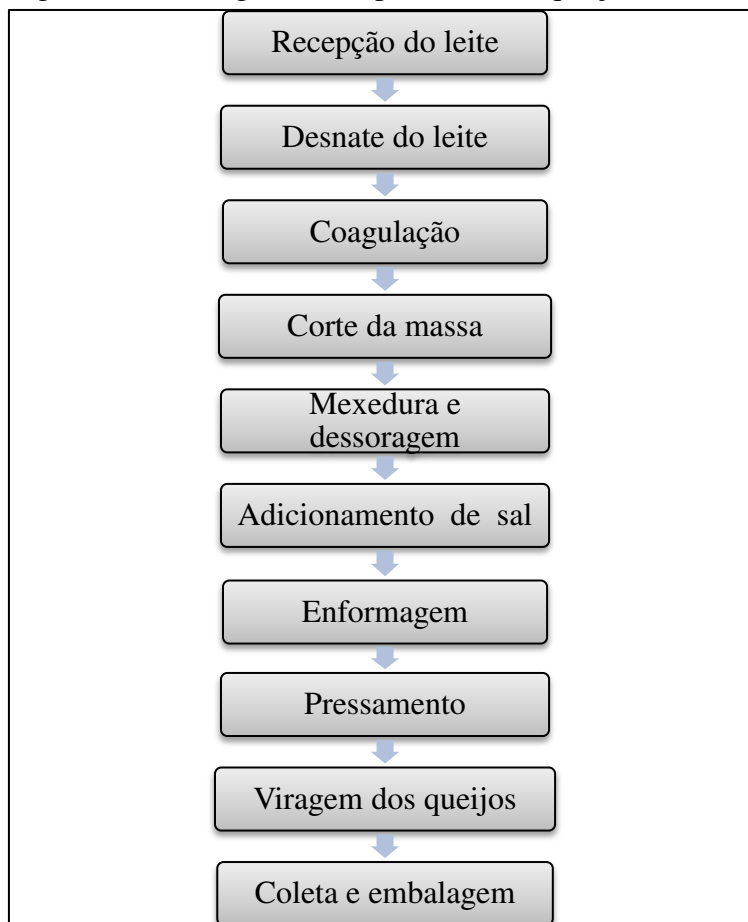 Recepção do leite
Desnate do leite
Coagulação
Corte da massa
Mexedura e
dessoragem
Adicionamento de sal
Enformagem
Pressamento
Viragem dos queijos
Coleta e embalagem